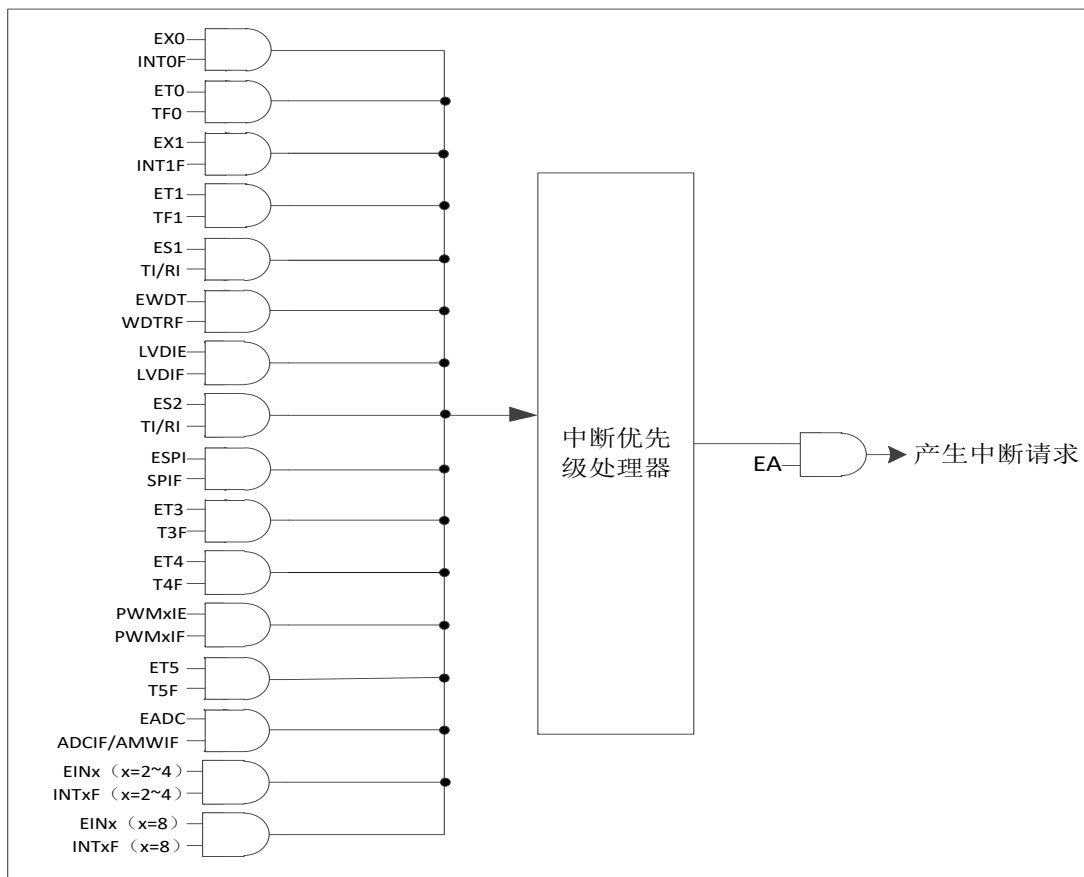 EX0
INT0F
ET0
TF0
EX1
INT1F
ET1
TF1
ES1
TI/RI
EWDT
WDTRF
LVDIE
LVDIF
ES2
TI/RI
ESPI
SPIF
ET3
T3F
ET4
T4F
PWMxIE
PWMxIF
ET5
T5F
EADC
ADCIF/AMWIF
EINx（x=2~4）
INTxF（x=2~4）
EINx（x=8）
INTxF（x=8）
中断优先
级处理器
EA
产生中断请求